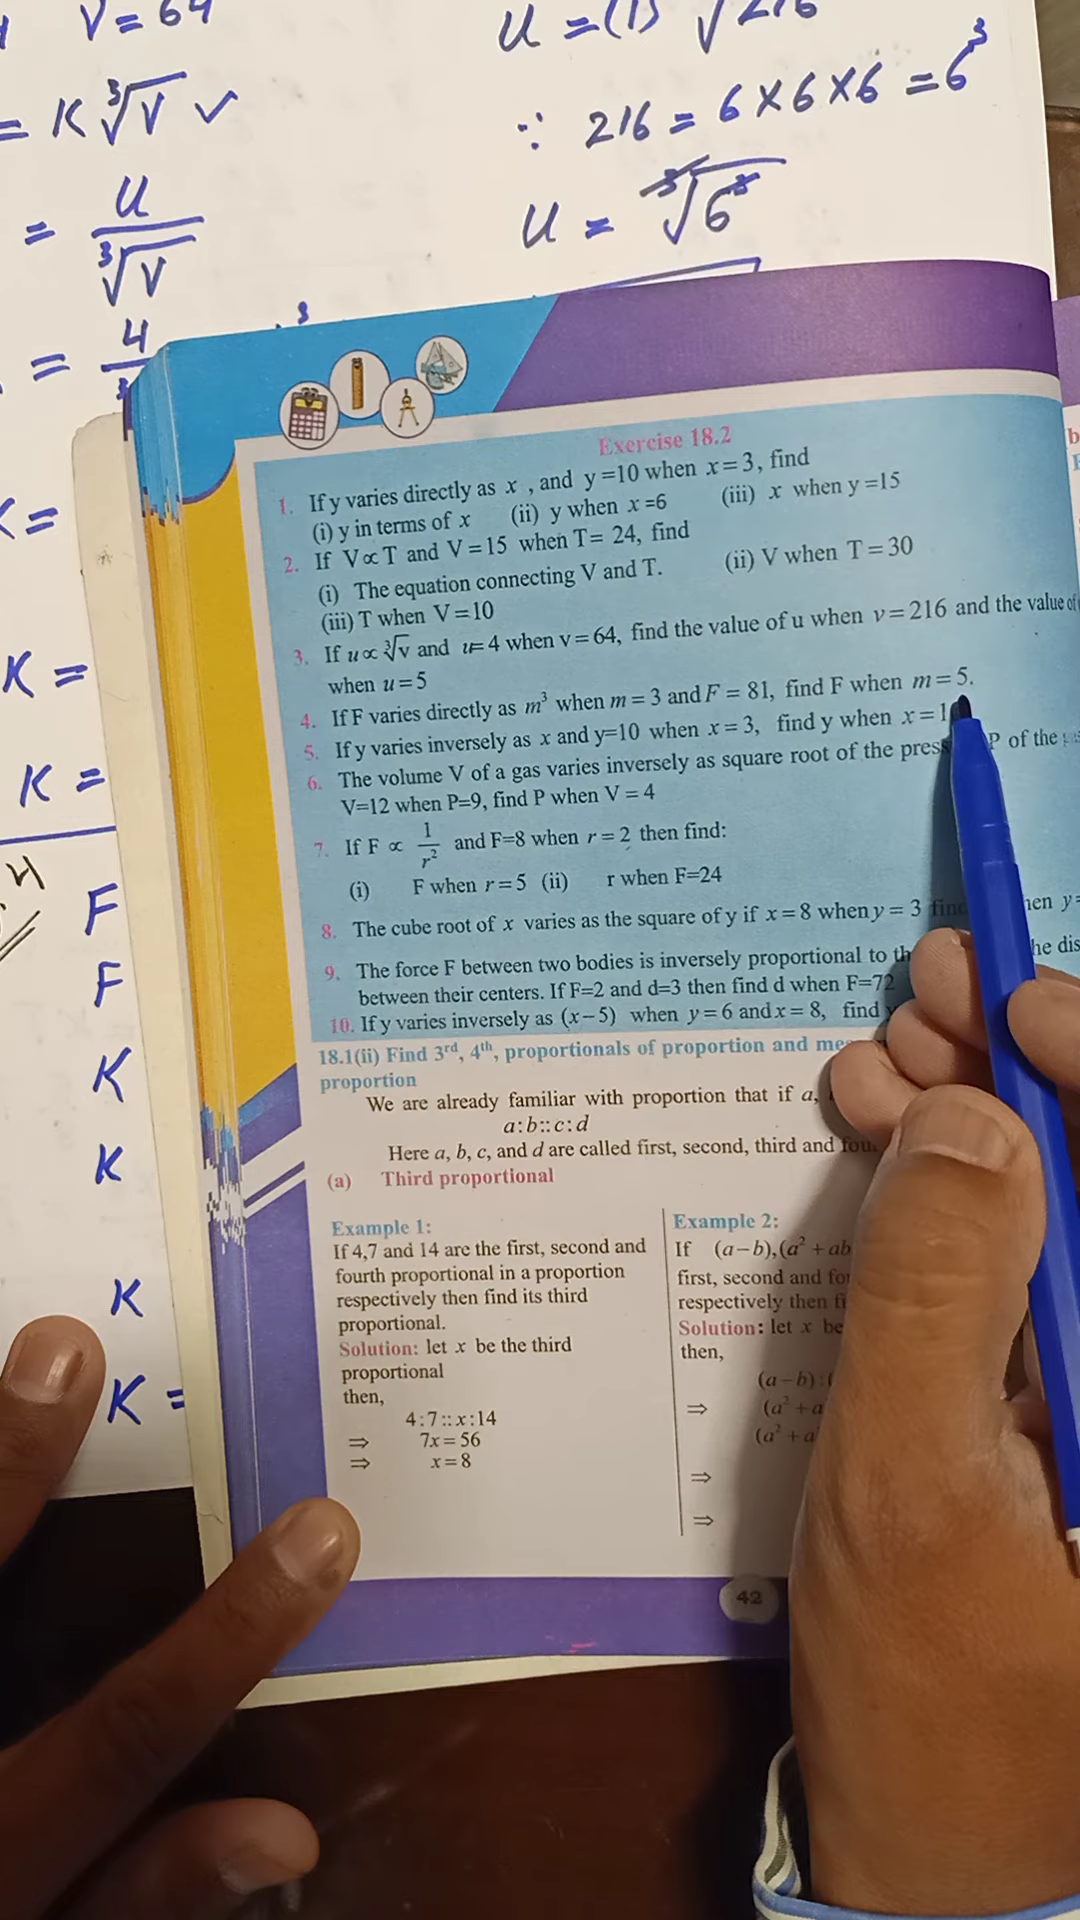 V=64
= K ∛V ✓
= U / ∛V
= 4
K =
K =
K =
F
F
K
K
K
K =
∵ 216 = 6×6×6 = 6³
U = ∛6³
Exercise 18.2
1. If y varies directly as x , and y =10 when x = 3, find
(i) y in terms of x (ii) y when x =6 (iii) x when y =15
2. If V∝T and V = 15 when T= 24, find
(i) The equation connecting V and T. (ii) V when T = 30
(iii) T when V = 10
3. If u∝ ∛v and u=4 when v = 64, find the value of u when v = 216 and the value of
when u = 5
4. If F varies directly as m³ when m = 3 and F = 81, find F when m = 5.
5. If y varies inversely as x and y=10 when x = 3, find y when x = 1
6. The volume V of a gas varies inversely as square root of the P of the
V=12 when P=9, find P when V = 4
7. If F ∝ 1/r² and F=8 when r = 2 then find:
(i) F when r = 5 (ii) r when F=24
8. The cube root of x varies as the square of y if x = 8 when y = 3 y=
9. The force F between two bodies is inversely proportional to
between their centers. If F=2 and d=3 then find d when F=72
10. If y varies inversely as (x−5) when y = 6 and x = 8, find
18.1(ii) Find 3rd, 4th, proportionals of proportion and
proportion
We are already familiar with proportion that if a,
a:b::c:d
Here a, b, c, and d are called first, second, third and
(a) Third proportional
Example 1:
If 4,7 and 14 are the first, second and
fourth proportional in a proportion
respectively then find its third
proportional.
Solution: let x be the third
proportional
then,
4:7::x:14
⇒ 7x = 56
⇒ x = 8
Example 2:
If (a−b),(a² + ab
first, second and
respectively then
Solution: let x be
then,
(a−b):
⇒ (a² + a
(a² + a
⇒
⇒
42